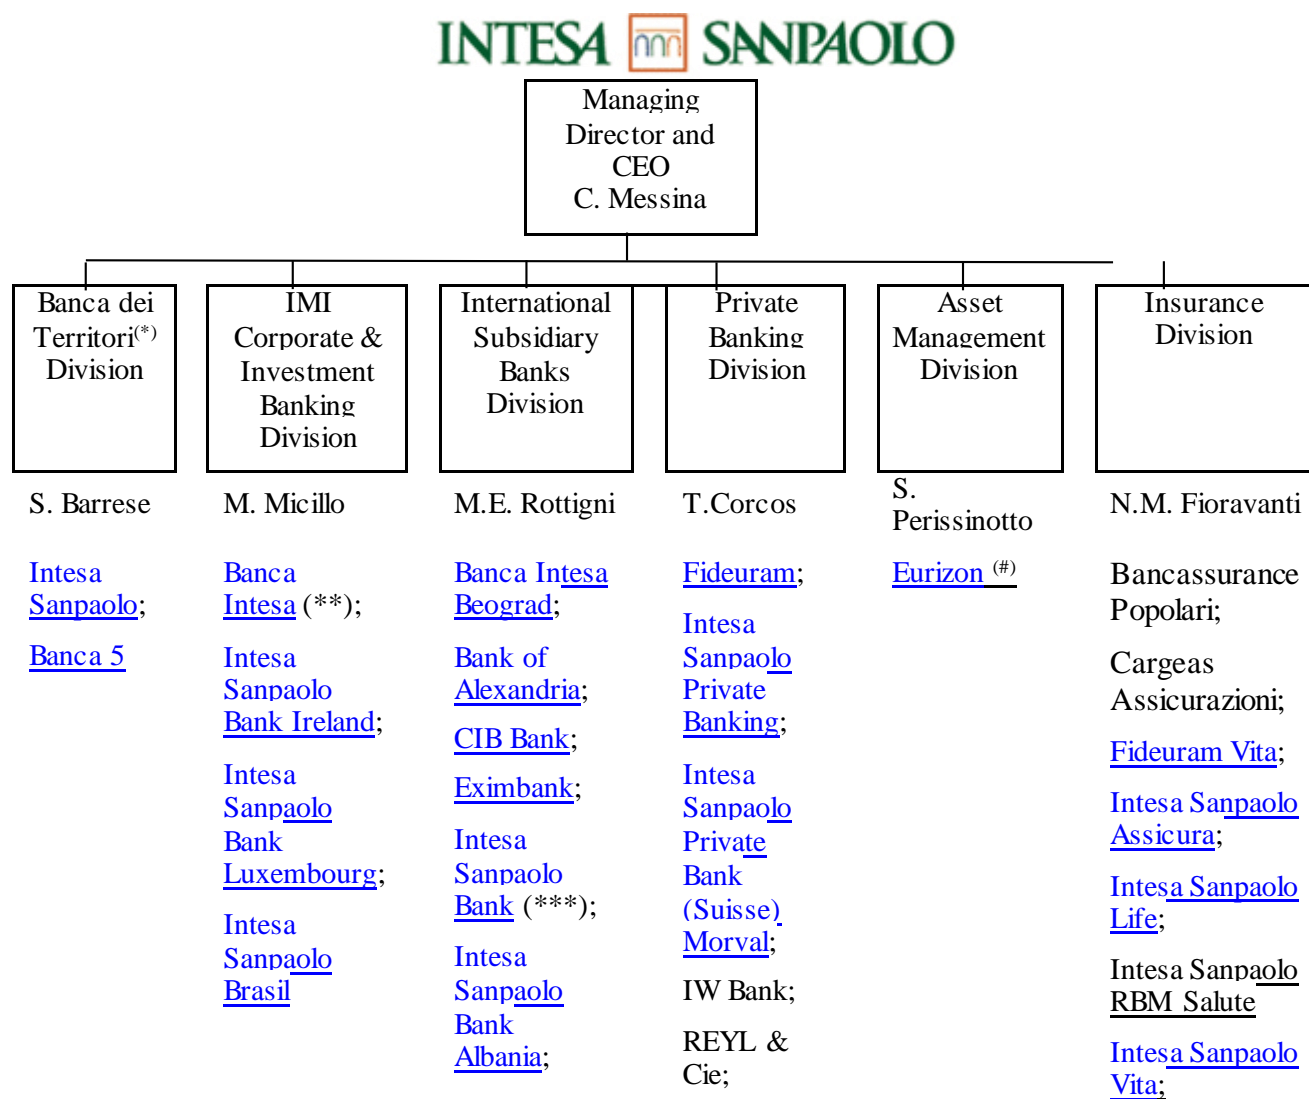 INTESA SANPAOLO
Managing
Director and
CEO
C. Messina
Banca dei
Territori(*)
Division
IMI
Corporate &
Investment
Banking
Division
International
Subsidiary
Banks
Division
Private
Banking
Division
Asset
Management
Division
Insurance
Division
S. Barrese
M. Micillo
M.E. Rottigni
T.Corcos
S.
Perissinotto
N.M. Fioravanti
Intesa
Sanpaolo;
Banca 5
Banca
Intesa (**);
Intesa
Sanpaolo
Bank Ireland;
Intesa
Sanpaolo
Bank
Luxembourg;
Intesa
Sanpaolo
Brasil
Banca Intesa
Beograd;
Bank of
Alexandria;
CIB Bank;
Eximbank;
Intesa
Sanpaolo
Bank (***);
Intesa
Sanpaolo
Bank
Albania;
Fideuram;
Intesa
Sanpaolo
Private
Banking;
Intesa
Sanpaolo
Private
Bank
(Suisse)
Morval;
IW Bank;
REYL &
Cie;
Eurizon (#)
Bancassurance
Popolari;
Cargeas
Assicurazioni;
Fideuram Vita;
Intesa Sanpaolo
Assicura;
Intesa Sanpaolo
Life;
Intesa Sanpaolo
RBM Salute
Intesa Sanpaolo
Vita;